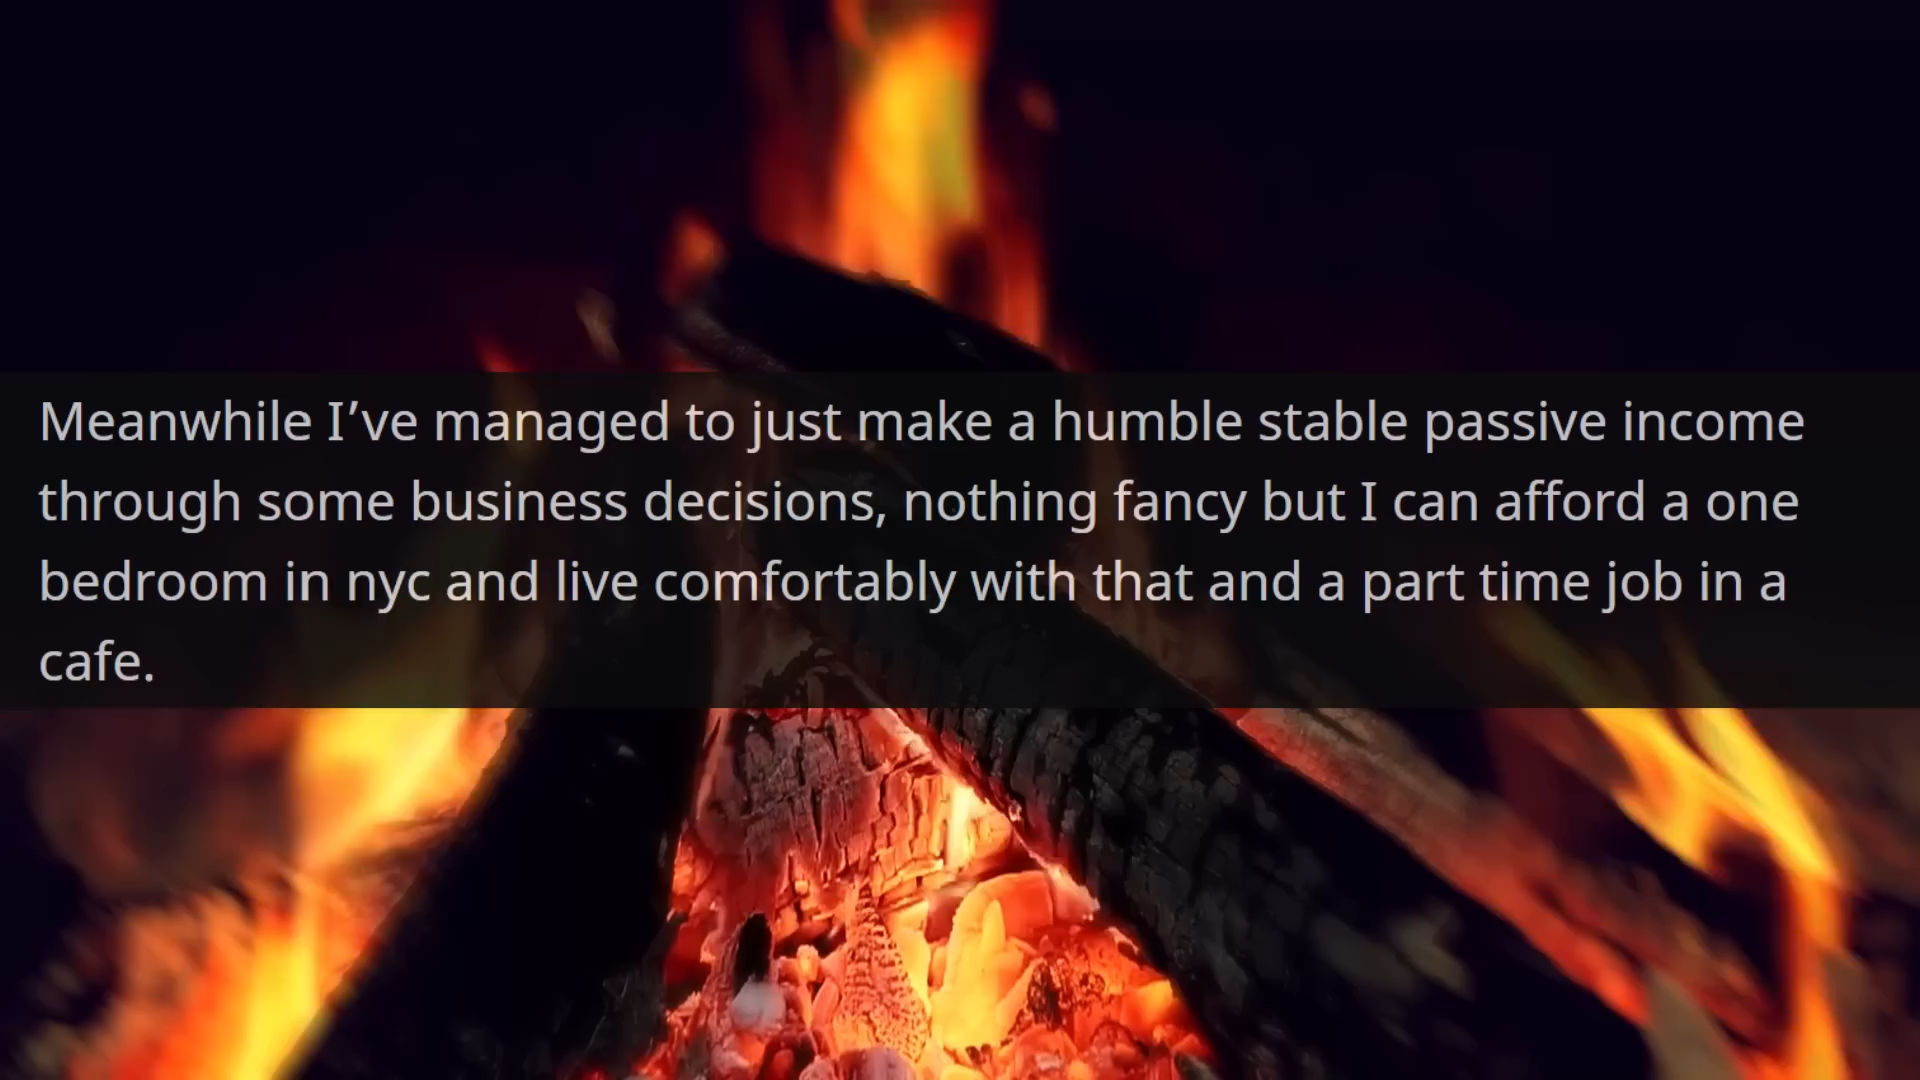 Meanwhile I’ve managed to just make a humble stable passive income
through some business decisions, nothing fancy but I can afford a one
bedroom in nyc and live comfortably with that and a part time job in a
cafe.